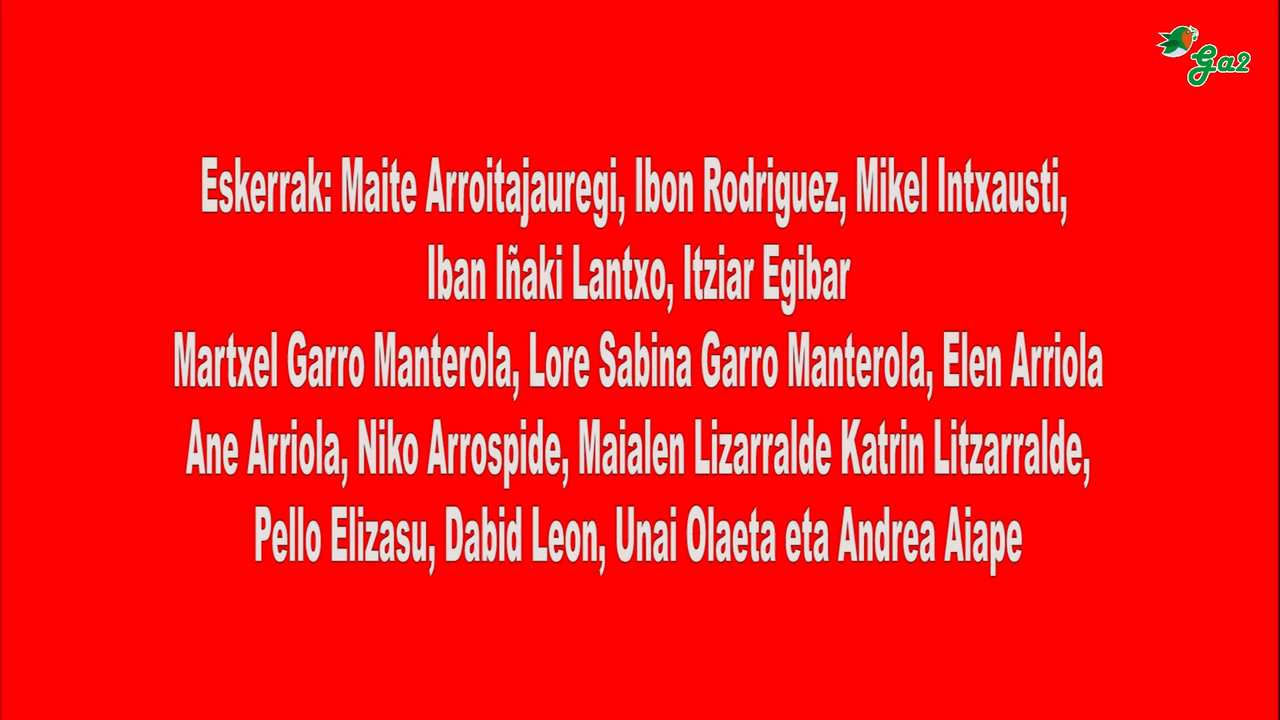 Ga2
Eskerrak: Maite Arroitajauregi, Ibon Rodriguez, Mikel Intxausti,
Iban Iñaki Lantxo, Itziar Egibar
Martxel Garro Manterola, Lore Sabina Garro Manterola, Elen Arriola
Ane Arriola, Niko Arrospide, Maialen Lizarralde Katrin Litzarralde,
Pello Elizasu, Dabid Leon, Unai Olaeta eta Andrea Aiape